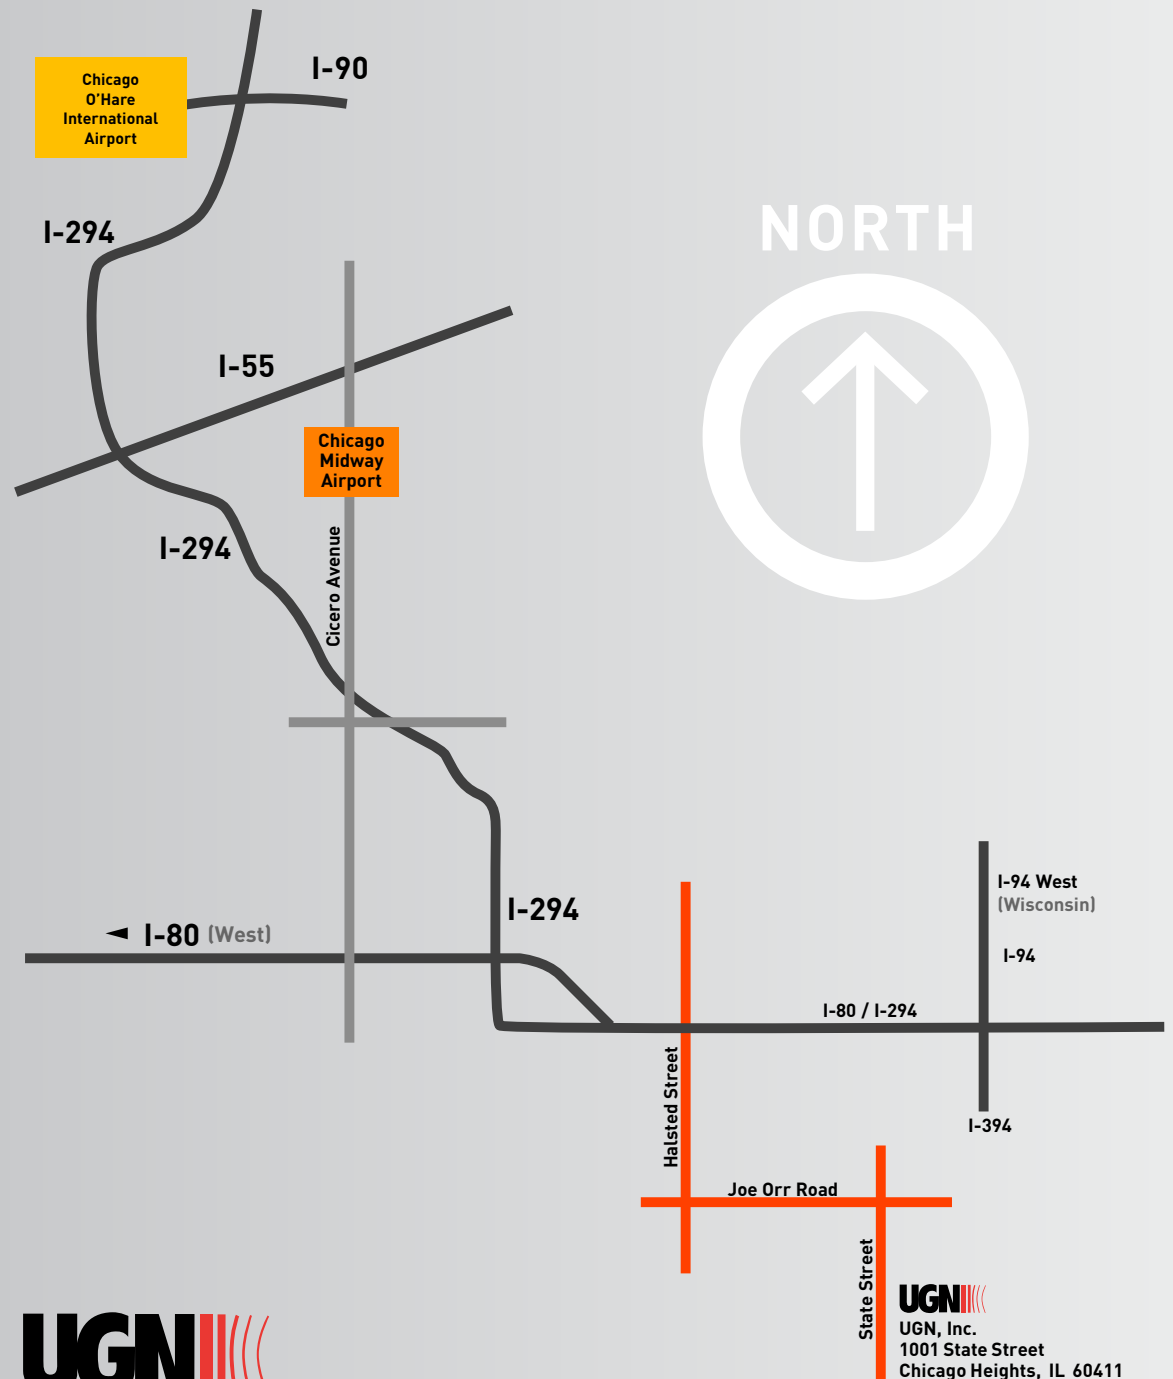 I-90
Chicago
O'Hare
International
Airport
NORTH
I-294
I-55
Chicago
Midway
Airport
Cicero Avenue
I-294
I-94 West
(Wisconsin)
I-294
I-80 (West)
I-94
I-80 / I-294
Halsted Street
I-394
Joe Orr Road
State Street
UGN
UGN, Inc.
1001 State Street
Chicago Heights, IL 60411
UGN